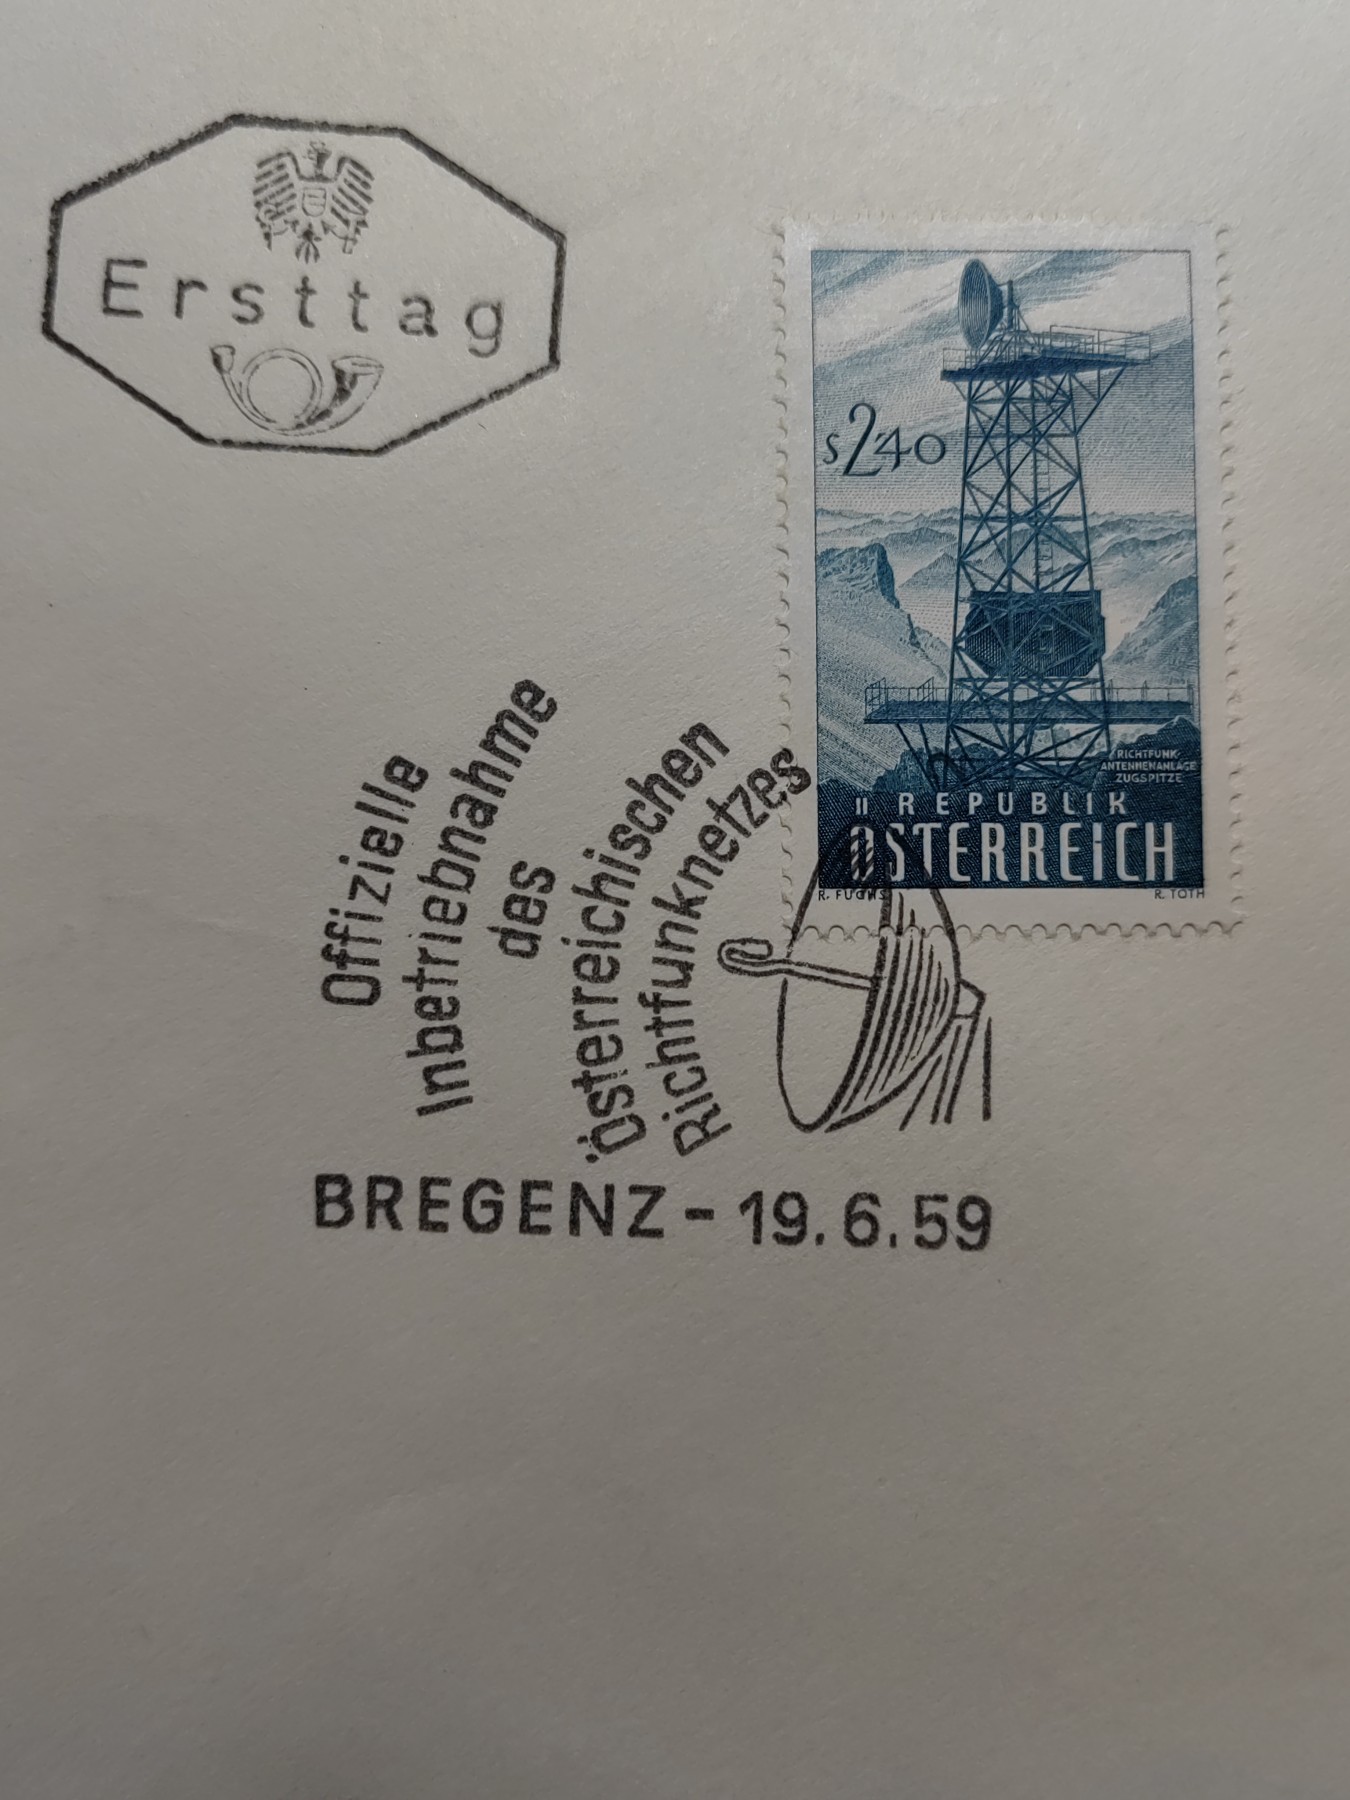 Ersttag
S 2.40
RICHTFUNK-
ANTENNENANLAGE
ZUGSPITZE
REPUBLIK
ÖSTERREICH
R. FUCHS
R. TOTH
Offizielle
Inbetriebnahme
des
Österreichischen
Richtfunknetzes
BREGENZ - 19.6.59